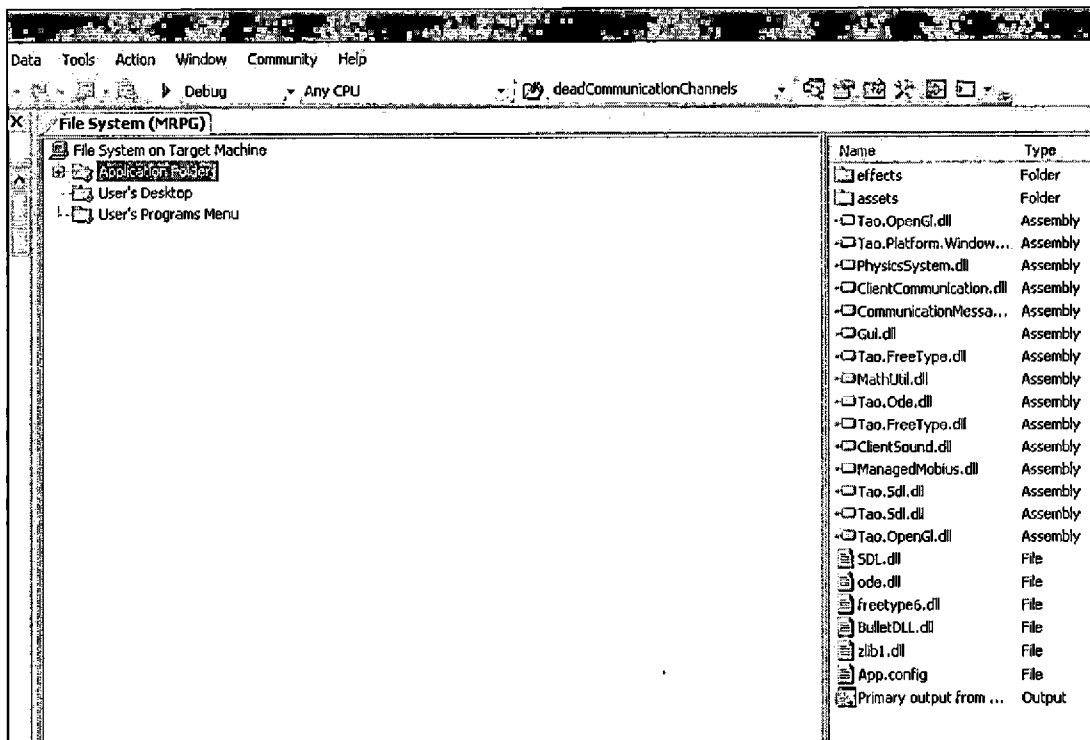 Data Tools Action Window Community Help
Debug Any CPU deadCommunicationChannels
File System (MRPG)
File System on Target Machine
Application Folder
User's Desktop
User's Programs Menu
Name Type
effects Folder
assets Folder
Tao.OpenGl.dll Assembly
Tao.Platform.Window... Assembly
PhysicsSystem.dll Assembly
ClientCommunication.dll Assembly
CommunicationMessa... Assembly
Gui.dll Assembly
Tao.FreeType.dll Assembly
MathUtil.dll Assembly
Tao.Ode.dll Assembly
Tao.FreeType.dll Assembly
ClientSound.dll Assembly
ManagedMobius.dll Assembly
Tao.Sdl.dll Assembly
Tao.Sdl.dll Assembly
Tao.OpenGl.dll Assembly
SDL.dll File
ode.dll File
freetype6.dll File
BulletDLL.dll File
zlib1.dll File
App.config File
Primary output from ... Output